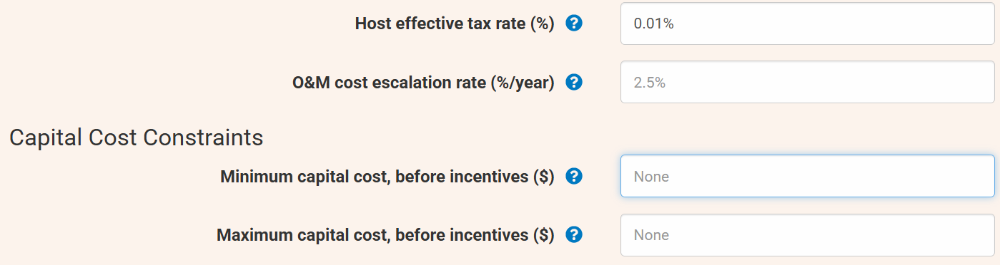 Host effective tax rate (%) ? 0.01%
O&M cost escalation rate (%/year) ? 2.5%
Capital Cost Constraints
Minimum capital cost, before incentives ($) ? None
Maximum capital cost, before incentives ($) ? None